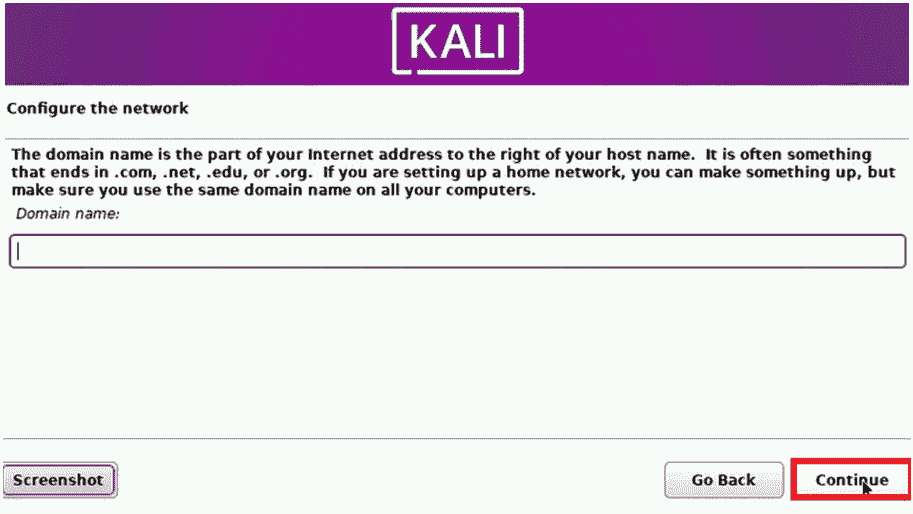 KALI
Configure the network
The domain name is the part of your Internet address to the right of your host name. It is often something
that ends in .com, .net, .edu, or .org. If you are setting up a home network, you can make something up, but
make sure you use the same domain name on all your computers.
Domain name:
Screenshot
Go Back
Continue